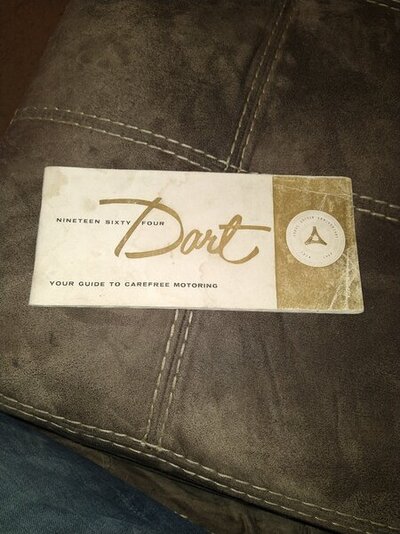 NINETEEN SIXTY FOUR
Dart
YOUR GUIDE TO CAREFREE MOTORING